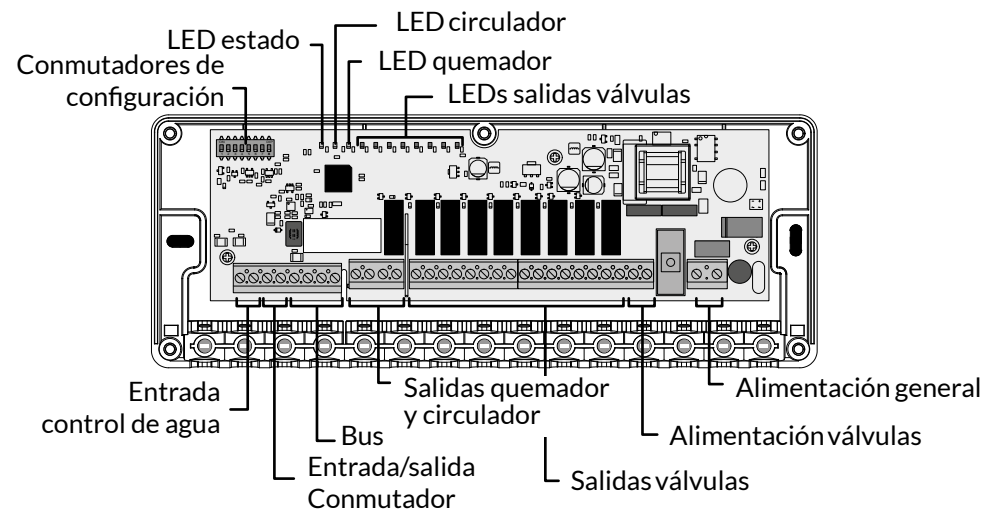 LED circulador
LED estado
LED quemador
Conmutadores de
configuración
LEDs salidas válvulas
Entrada
control de agua
Salidas quemador
y circulador
Alimentación general
Bus
Alimentación válvulas
Entrada/salida
Conmutador
Salidas válvulas